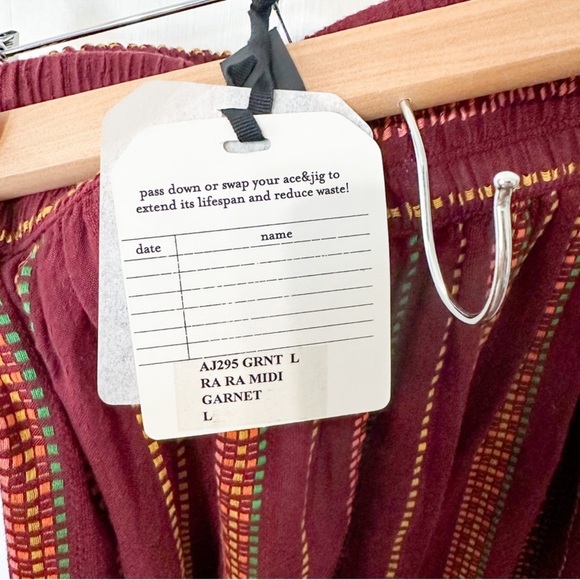 pass down or swap your ace&jig to
extend its lifespan and reduce waste!
date name
AJ295 GRNT L
RA RA MIDI
GARNET
L